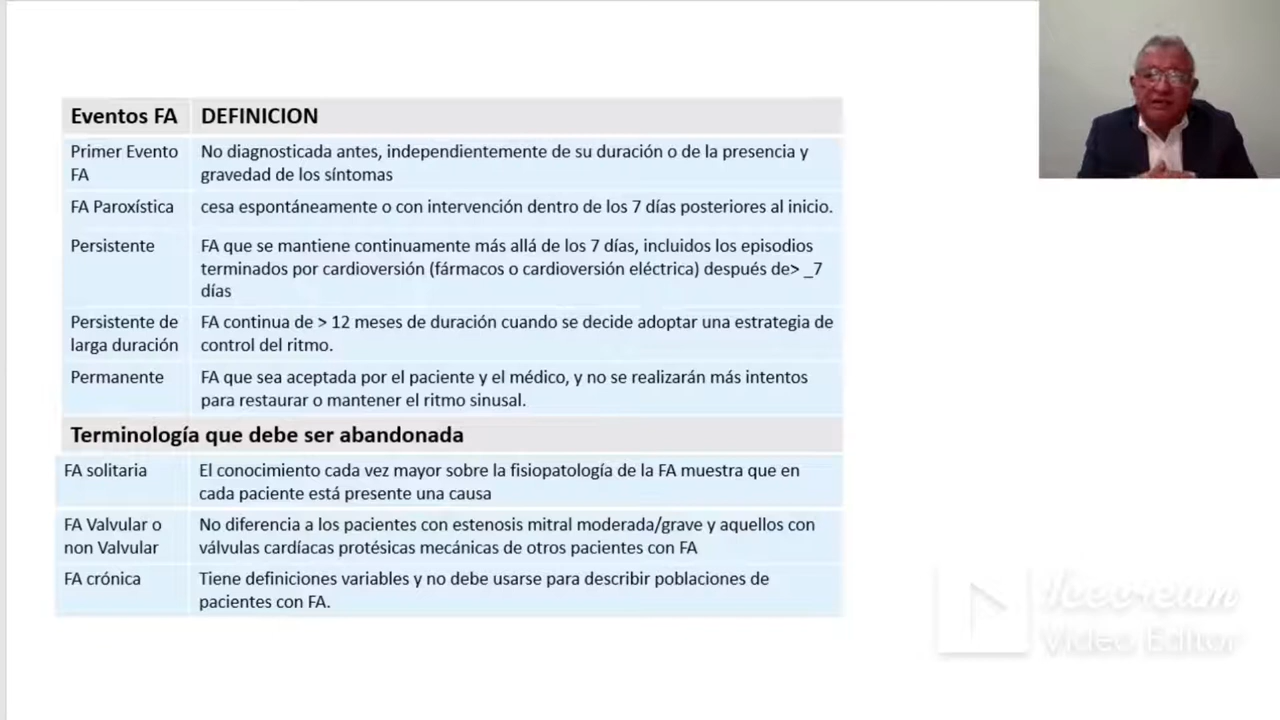 Eventos FA DEFINICION
Primer Evento FA
No diagnosticada antes, independientemente de su duración o de la presencia y
gravedad de los síntomas
FA Paroxística
cesa espontáneamente o con intervención dentro de los 7 días posteriores al inicio.
Persistente
FA que se mantiene continuamente más allá de los 7 días, incluidos los episodios
terminados por cardioversión (fármacos o cardioversión eléctrica) después de> _7
días
Persistente de
larga duración
FA continua de > 12 meses de duración cuando se decide adoptar una estrategia de
control del ritmo.
Permanente
FA que sea aceptada por el paciente y el médico, y no se realizarán más intentos
para restaurar o mantener el ritmo sinusal.
Terminología que debe ser abandonada
FA solitaria
El conocimiento cada vez mayor sobre la fisiopatología de la FA muestra que en
cada paciente está presente una causa
FA Valvular o
non Valvular
No diferencia a los pacientes con estenosis mitral moderada/grave y aquellos con
válvulas cardíacas protésicas mecánicas de otros pacientes con FA
FA crónica
Tiene definiciones variables y no debe usarse para describir poblaciones de
pacientes con FA.
Video Editor